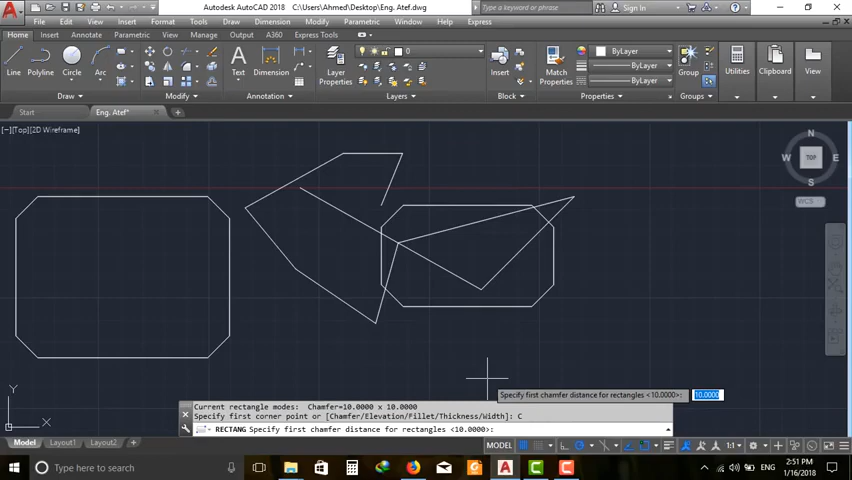 Autodesk AutoCAD 2018 C:\Users\Ahmed\Desktop\Eng. Atef.dwg
Type a keyword or phrase
Sign In
File Edit View Insert Format Tools Draw Dimension Modify Parametric Window Help Express
Home Insert Annotate Parametric View Manage Output A360 Express Tools
0
ByLayer
ByLayer
ByLayer
Line Polyline Circle Arc Text Dimension Layer Properties Insert Match Properties Group Utilities Clipboard View
Draw Modify Annotation Layers Block Properties Groups
Start Eng. Atef*
[−][Top][2D Wireframe]
N
W TOP E
S
WCS
Specify first chamfer distance for rectangles <10.0000>: 10.0000
Y
X
Current rectangle modes: Chamfer=10.0000 x 10.0000
Specify first corner point or [Chamfer/Elevation/Fillet/Thickness/Width]: C
RECTANG Specify first chamfer distance for rectangles <10.0000>:
Model Layout1 Layout2 + MODEL 1:1
Type here to search
ENG
2:51 PM
1/16/2018